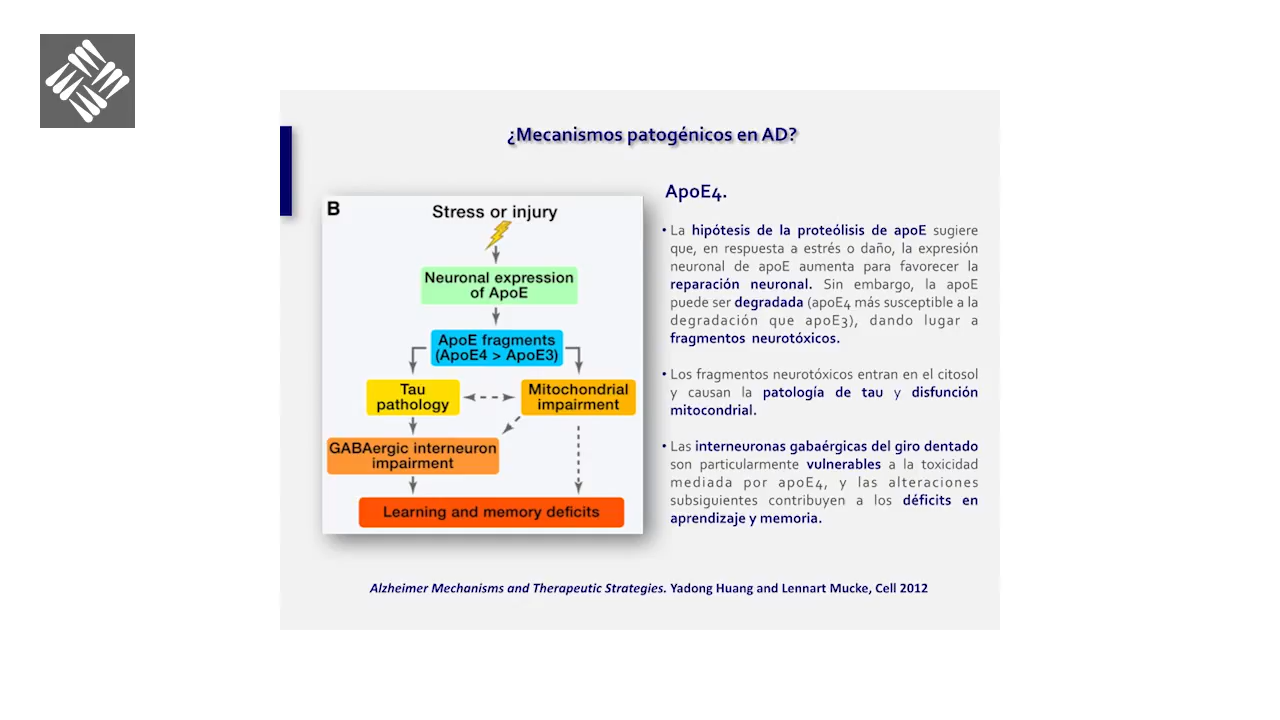 ¿Mecanismos patogénicos en AD?
B
Stress or injury
Neuronal expression
of ApoE
ApoE fragments
(ApoE4 > ApoE3)
Tau
pathology
Mitochondrial
impairment
GABAergic interneuron
impairment
Learning and memory deficits
ApoE4.
• La hipótesis de la proteólisis de apoE sugiere
que, en respuesta a estrés o daño, la expresión
neuronal de apoE aumenta para favorecer la
reparación neuronal. Sin embargo, la apoE
puede ser degradada (apoE4 más susceptible a la
degradación que apoE3), dando lugar a
fragmentos neurotóxicos.
• Los fragmentos neurotóxicos entran en el citosol
y causan la patología de tau y disfunción
mitocondrial.
• Las interneuronas gabaérgicas del giro dentado
son particularmente vulnerables a la toxicidad
mediada por apoE4, y las alteraciones
subsiguientes contribuyen a los déficits en
aprendizaje y memoria.
Alzheimer Mechanisms and Therapeutic Strategies. Yadong Huang and Lennart Mucke, Cell 2012